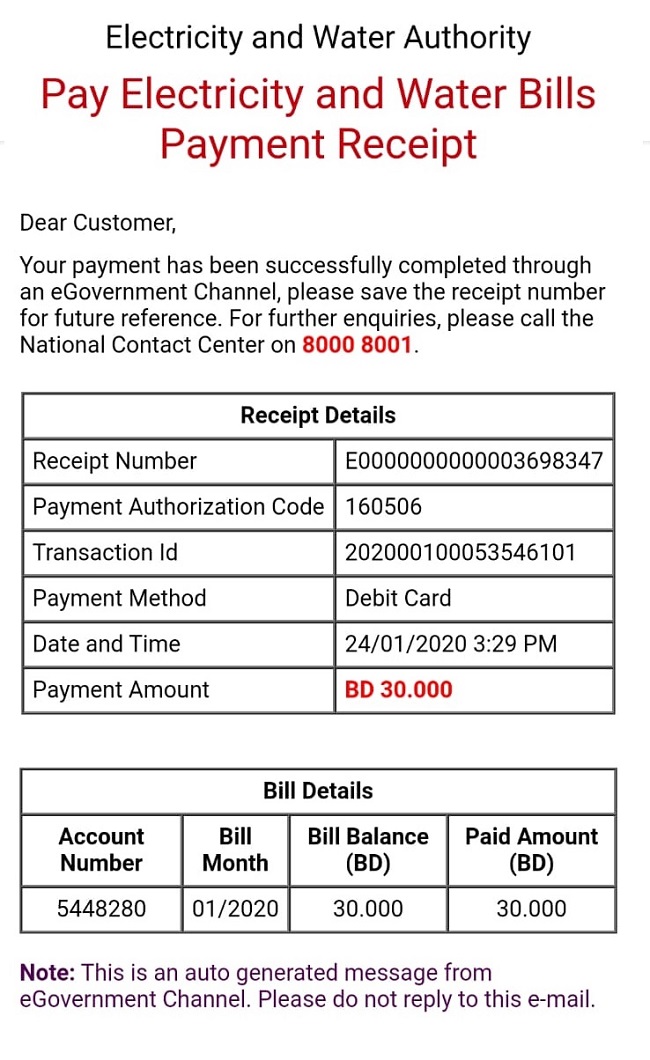 Electricity and Water Authority
Pay Electricity and Water Bills
Payment Receipt
Dear Customer,
Your payment has been successfully completed through
an eGovernment Channel, please save the receipt number
for future reference. For further enquiries, please call the
National Contact Center on 8000 8001.
Receipt Details
Receipt Number E0000000000003698347
Payment Authorization Code 160506
Transaction Id 202000100053546101
Payment Method Debit Card
Date and Time 24/01/2020 3:29 PM
Payment Amount BD 30.000
Bill Details
Account Number Bill Month Bill Balance (BD) Paid Amount (BD)
5448280 01/2020 30.000 30.000
Note: This is an auto generated message from
eGovernment Channel. Please do not reply to this e-mail.